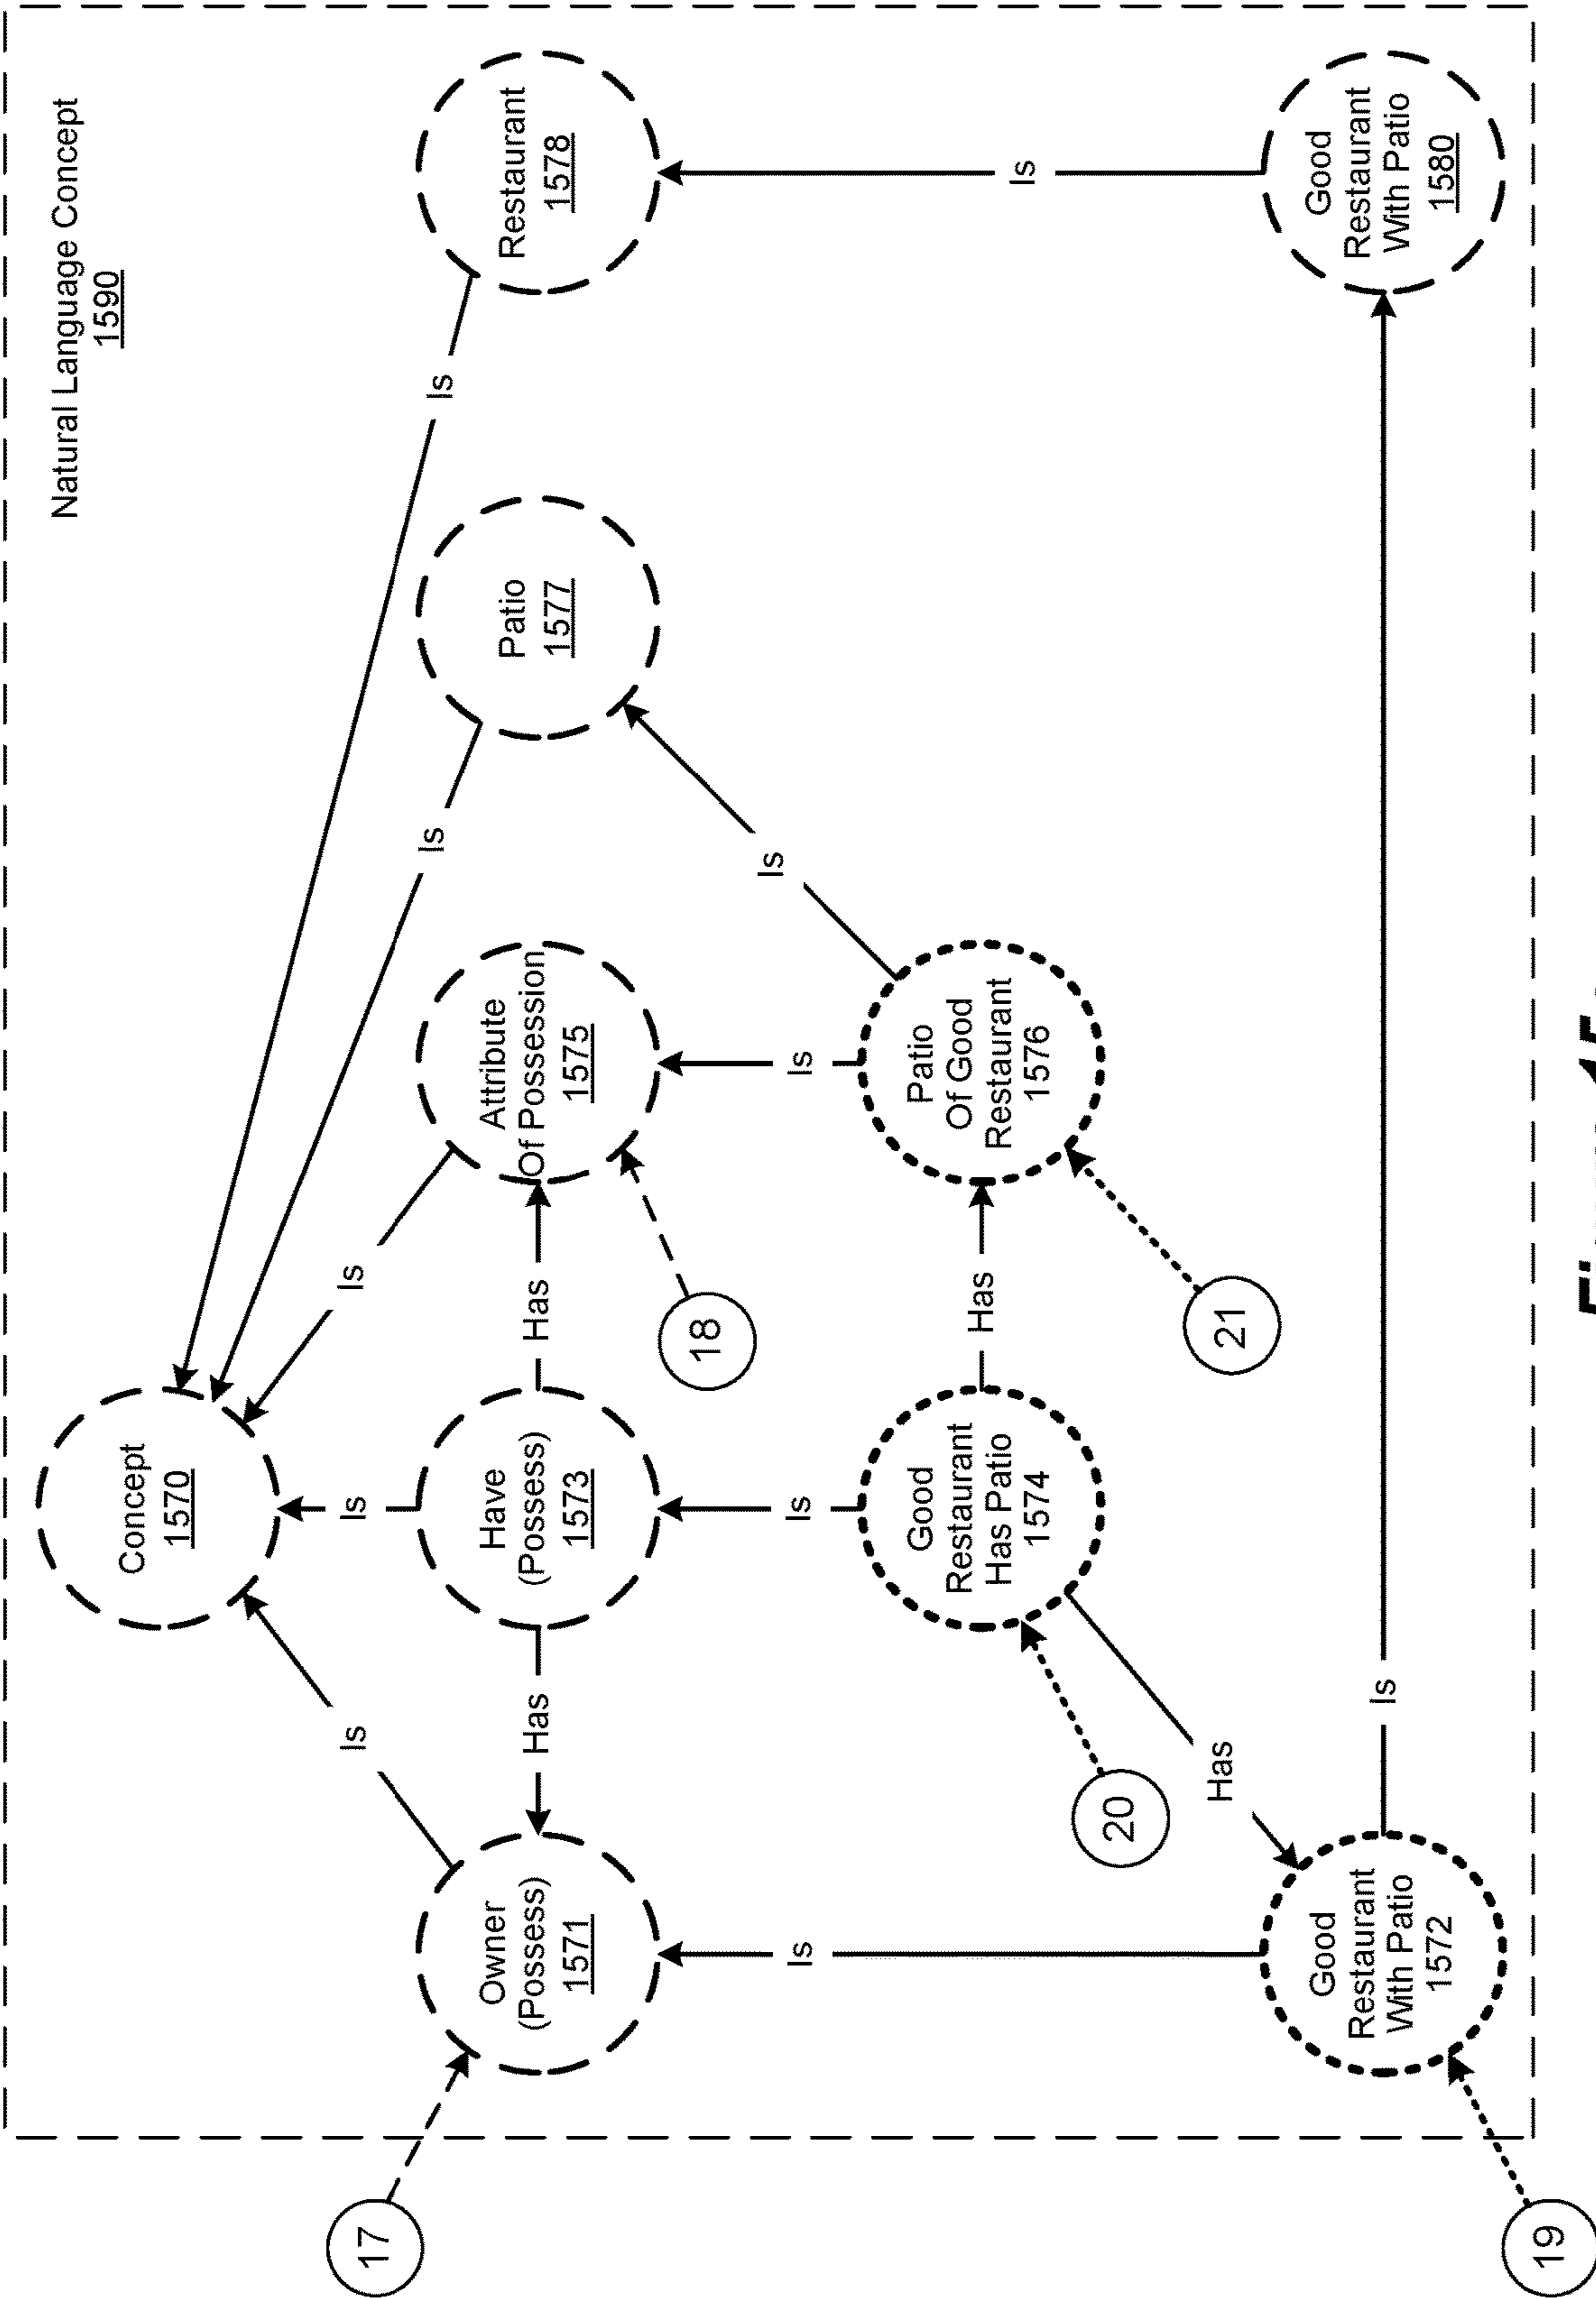 Natural Language Concept
1590
Concept
1570
Is
Is
Is
Is
Is
Owner
(Possess)
1571
Has
Have
(Possess)
1573
Has
Attribute
Of Possession
1575
Patio
1577
Restaurant
1578
17
18
Is
Is
Is
Is
Is
Good
Restaurant
Has Patio
1574
Has
Patio
Of Good
Restaurant
1576
20
Has
21
Good
Restaurant
With Patio
1572
Is
Good
Restaurant
With Patio
1580
19